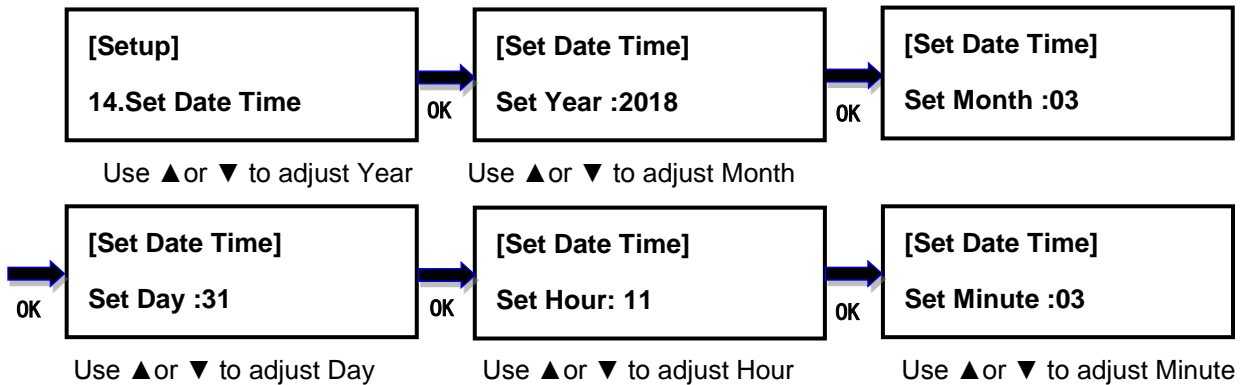 [Setup]
14.Set Date Time
OK
[Set Date Time]
Set Year :2018
OK
[Set Date Time]
Set Month :03
Use ▲or ▼ to adjust Year
Use ▲or ▼ to adjust Month
OK
[Set Date Time]
Set Day :31
OK
[Set Date Time]
Set Hour: 11
OK
[Set Date Time]
Set Minute :03
Use ▲or ▼ to adjust Day
Use ▲or ▼ to adjust Hour
Use ▲or ▼ to adjust Minute